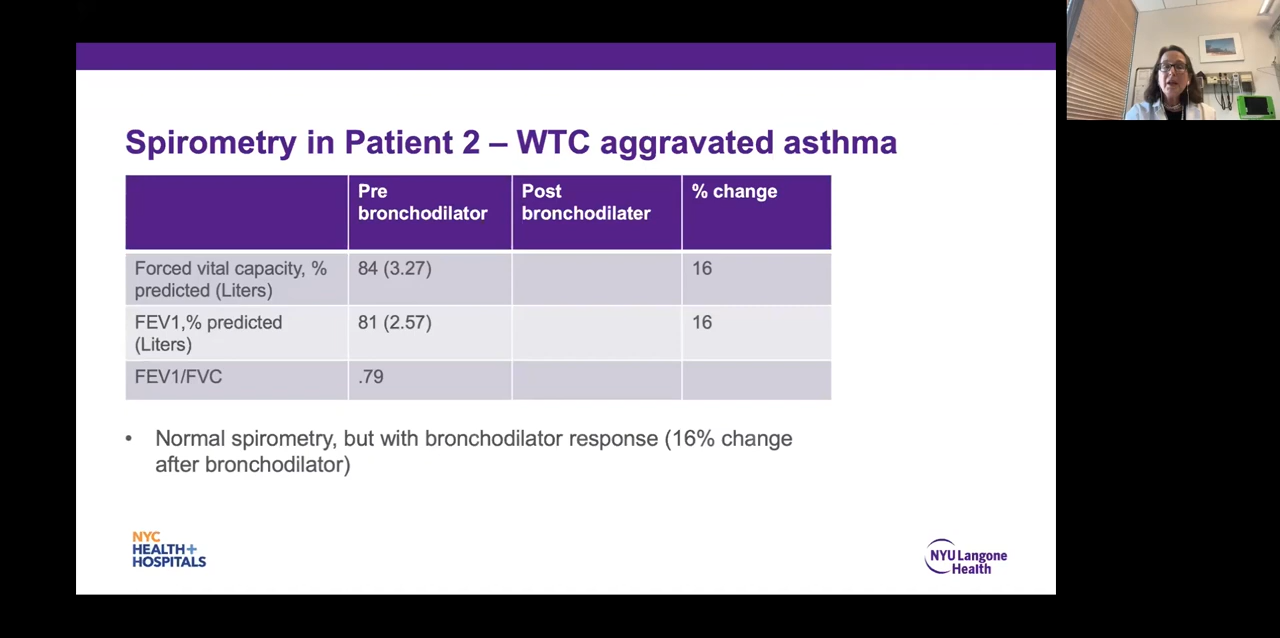 Spirometry in Patient 2 – WTC aggravated asthma
Pre
bronchodilator
Post
bronchodilater
% change
Forced vital capacity, %
predicted (Liters)
84 (3.27)
16
FEV1,% predicted
(Liters)
81 (2.57)
16
FEV1/FVC
.79
• Normal spirometry, but with bronchodilator response (16% change
after bronchodilator)
NYC
HEALTH+
HOSPITALS
NYU Langone
Health